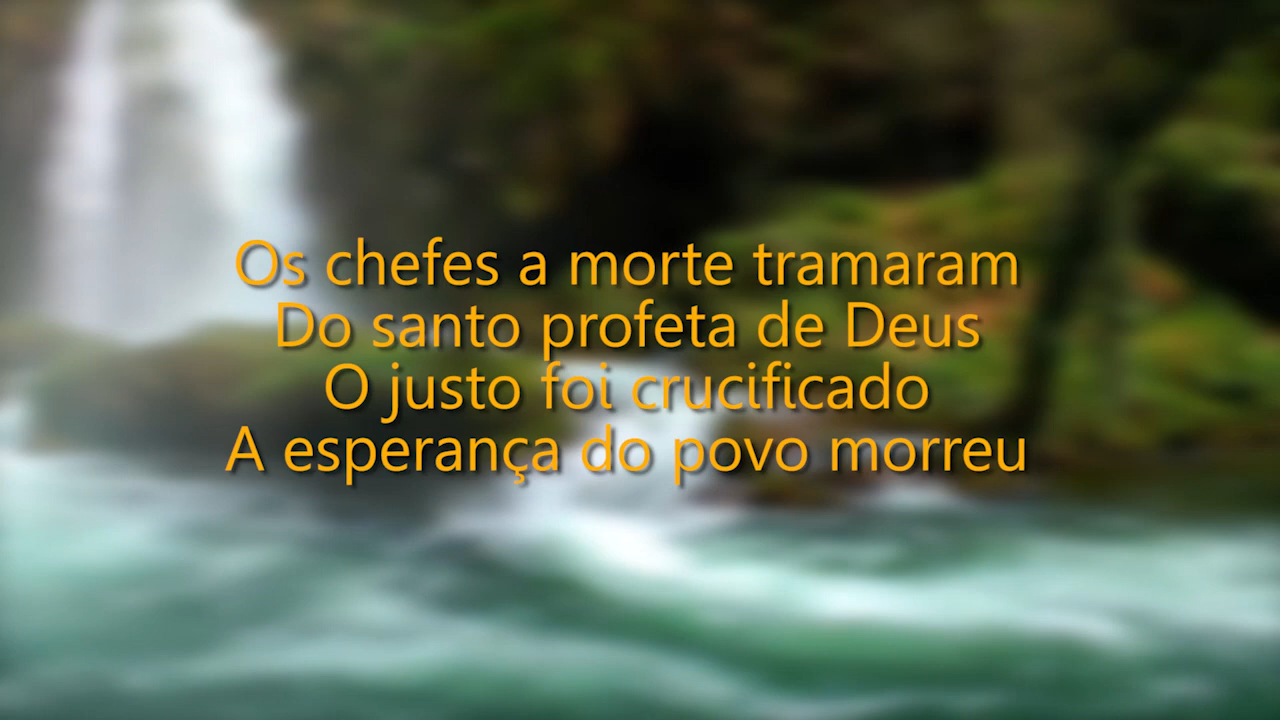 Os chefes a morte tramaram
Do santo profeta de Deus
O justo foi crucificado
A esperança do povo morreu